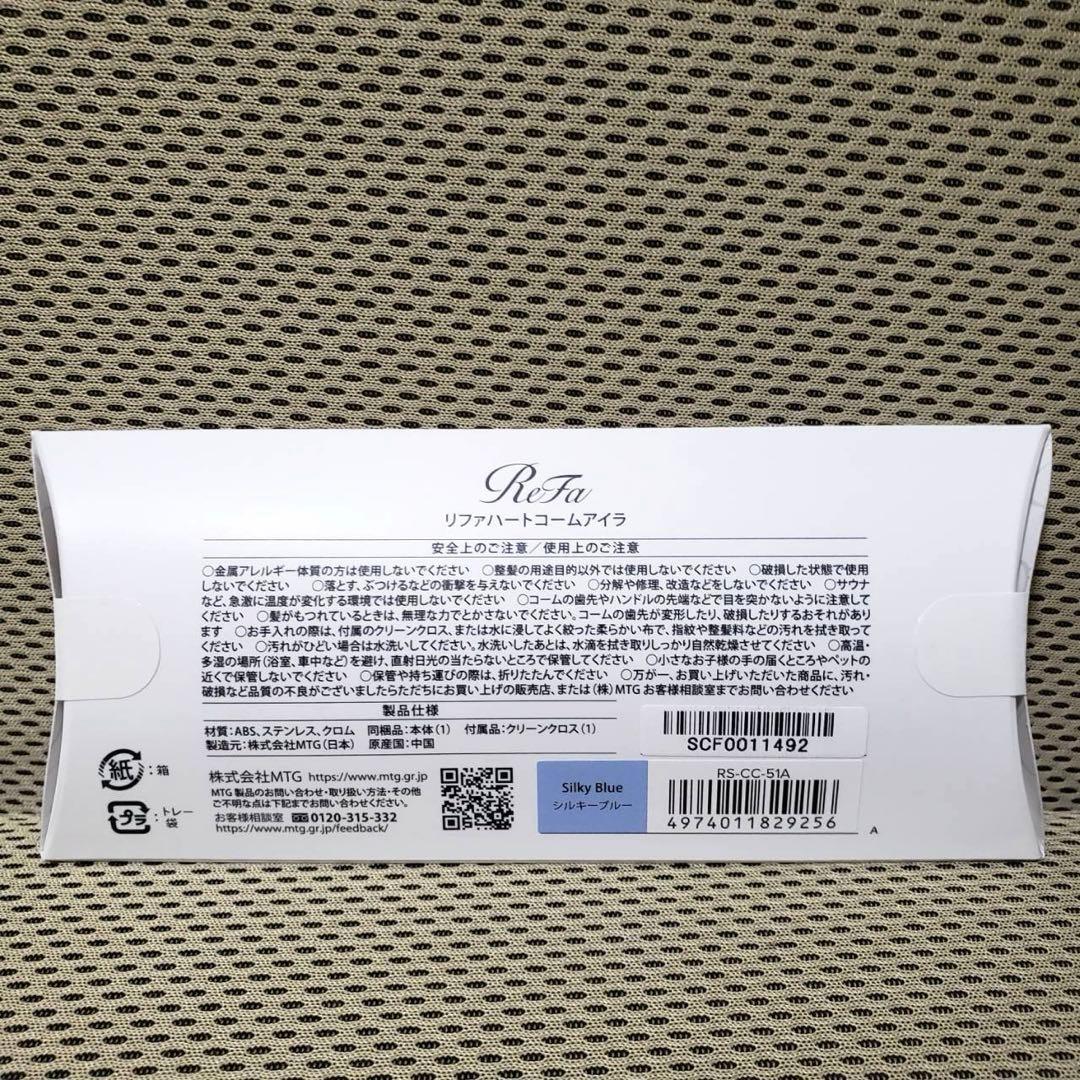 ReFa
リファハートコームアイラ
安全上のご注意／使用上のご注意
○金属アレルギー体質の方は使用しないでください　○整髪の用途目的以外では使用しないでください　○破損した状態で使用
しないでください　○落とす、ぶつけるなどの衝撃を与えないでください　○分解や修理、改造などをしないでください　○サウナ
など、急激に温度が変化する環境では使用しないでください　○コームの歯先やハンドルの先端などで目を突かないように注意して
ください　○髪がもつれているときは、無理な力でとかさないでください。コームの歯先が変形したり、破損したりするおそれがあり
ます　○お手入れの際は、付属のクリーンクロス、または水に浸してよく絞った柔らかい布で、指紋や整髪料などの汚れを拭き取って
ください　○汚れがひどい場合は水洗いしてください。水洗いしたあとは、水滴を拭き取りしっかり自然乾燥させてください　○高温・
多湿の場所（浴室、車中など）を避け、直射日光の当たらないところで保管してください　○小さなお子様の手の届くところやペットの
近くで保管しないでください　○保管や持ち運びの際は、折りたたんでください　○万が一、お買い上げいただいた商品に、汚れ・
破損など品質の不良がございましたらただちにお買い上げの販売店、または（株）MTG お客様相談室までお問い合わせください
製品仕様
材質：ABS、ステンレス、クロム　同梱品：本体（1）　付属品：クリーンクロス（1）
製造元：株式会社MTG（日本）　原産国：中国
SCF0011492
紙：箱
プラ：トレー
袋
株式会社MTG https://www.mtg.gr.jp
MTG 製品のお問い合わせ・取り扱い方法・その他
ご不明な点は下記までお問い合わせください。
お客様相談室 0120-315-332
https://www.mtg.gr.jp/feedback/
Silky Blue
シルキーブルー
RS-CC-51A
4974011829256
A